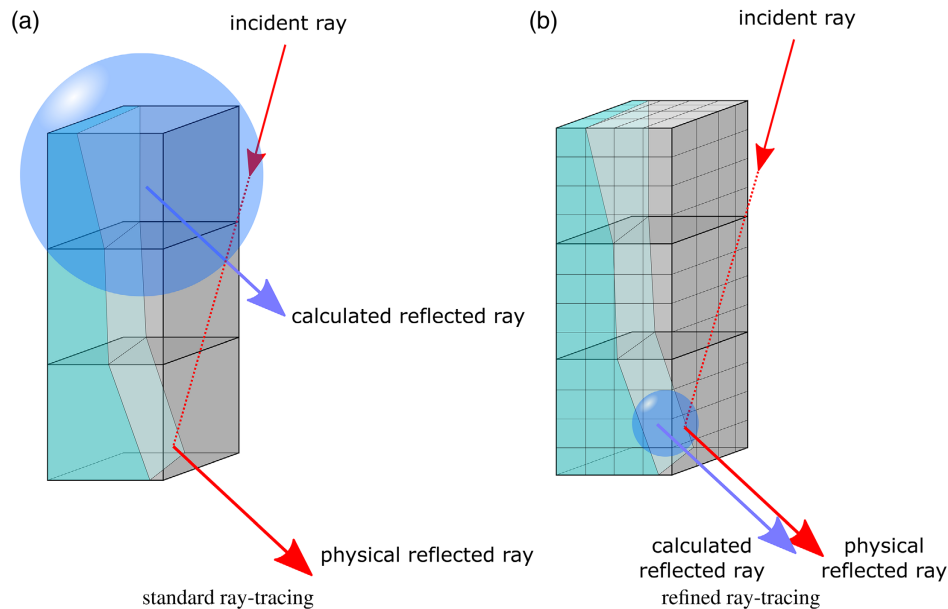 (a)
incident ray
calculated reflected ray
physical reflected ray
standard ray-tracing
(b)
incident ray
calculated
reflected ray
physical
reflected ray
refined ray-tracing